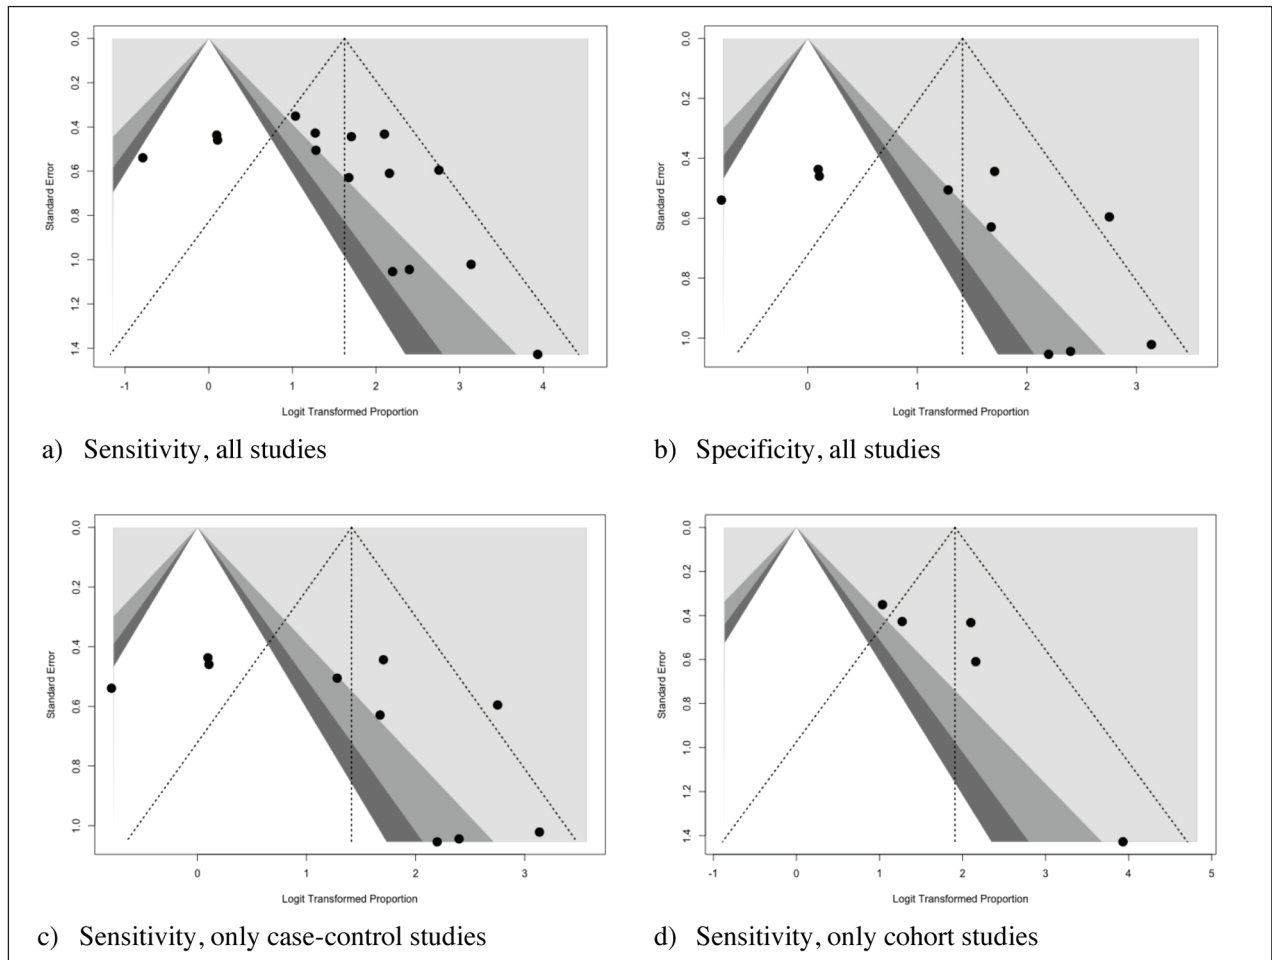 0.0
0.2
0.4
0.6
0.8
1.0
1.2
1.4
Standard Error
-1 0 1 2 3 4
Logit Transformed Proportion
a) Sensitivity, all studies
0.0
0.2
0.4
0.6
0.8
1.0
Standard Error
0 1 2 3
Logit Transformed Proportion
b) Specificity, all studies
0.0
0.2
0.4
0.6
0.8
1.0
Standard Error
0 1 2 3
Logit Transformed Proportion
c) Sensitivity, only case-control studies
0.0
0.2
0.4
0.6
0.8
1.0
1.2
1.4
Standard Error
-1 0 1 2 3 4 5
Logit Transformed Proportion
d) Sensitivity, only cohort studies